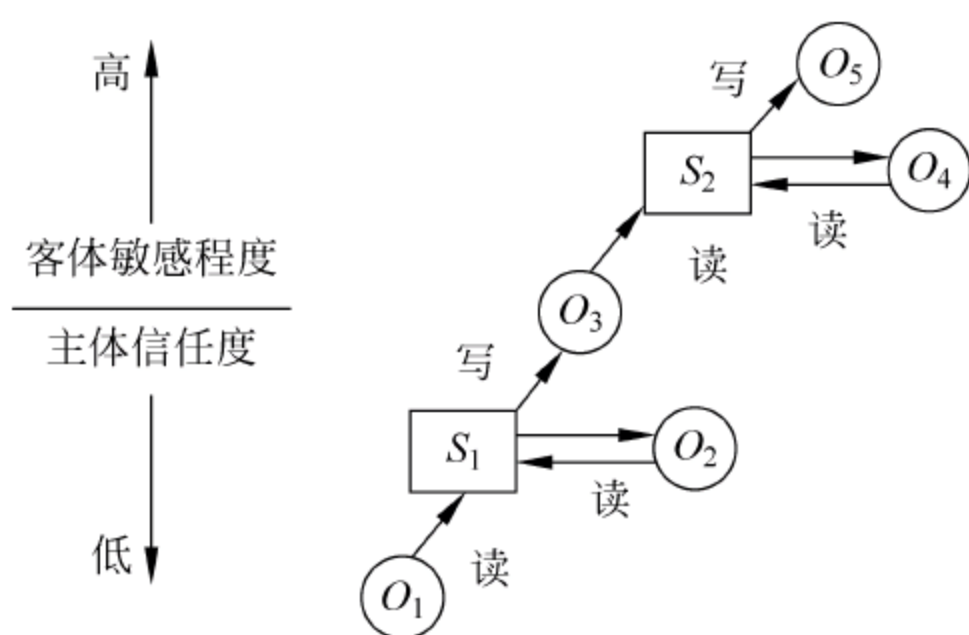 高
客体敏感程度
主体信任度
低
写
O₅
S₂
O₄
读
读
O₃
写
S₁
O₂
读
读
O₁